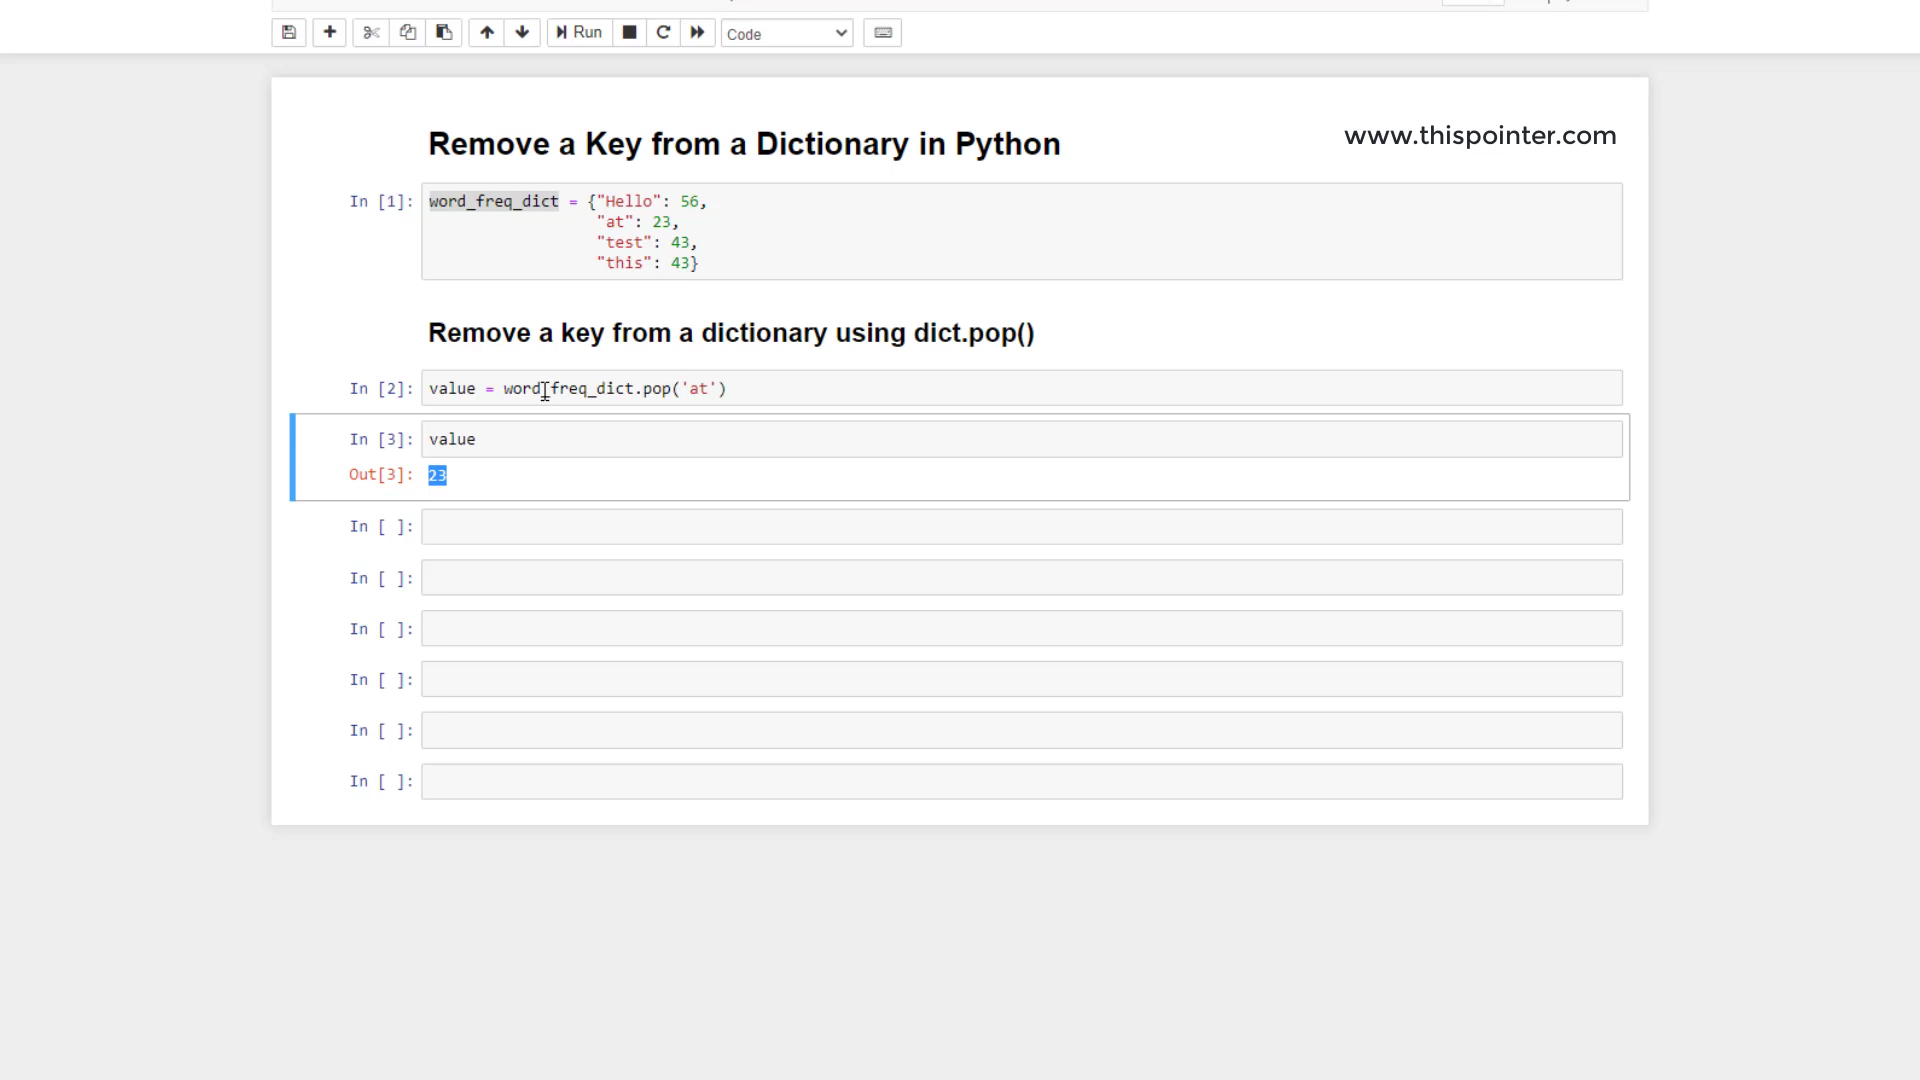 Run
Code
Remove a Key from a Dictionary in Python
www.thispointer.com
In [1]: word_freq_dict = {"Hello": 56,
"at": 23,
"test": 43,
"this": 43}
Remove a key from a dictionary using dict.pop()
In [2]: value = word_freq_dict.pop('at')
In [3]: value
Out[3]: 23
In [ ]:
In [ ]:
In [ ]:
In [ ]:
In [ ]:
In [ ]: